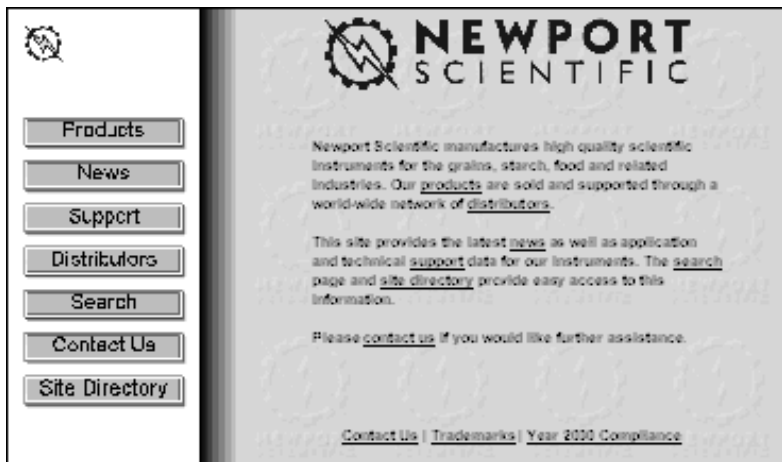 Products
News
Support
Distributors
Search
Contact Us
Site Directory
NEWPORT
SCIENTIFIC
Newport Scientific manufactures high quality scientific
instruments for the grains, starch, food and related
industries. Our products are sold and supported through a
world-wide network of distributors.
This site provides the latest news as well as application
and technical support data for our instruments. The search
page and site directory provide easy access to this
information.
Please contact us if you would like further assistance.
Contact Us | Trademarks | Year 2000 Compliance